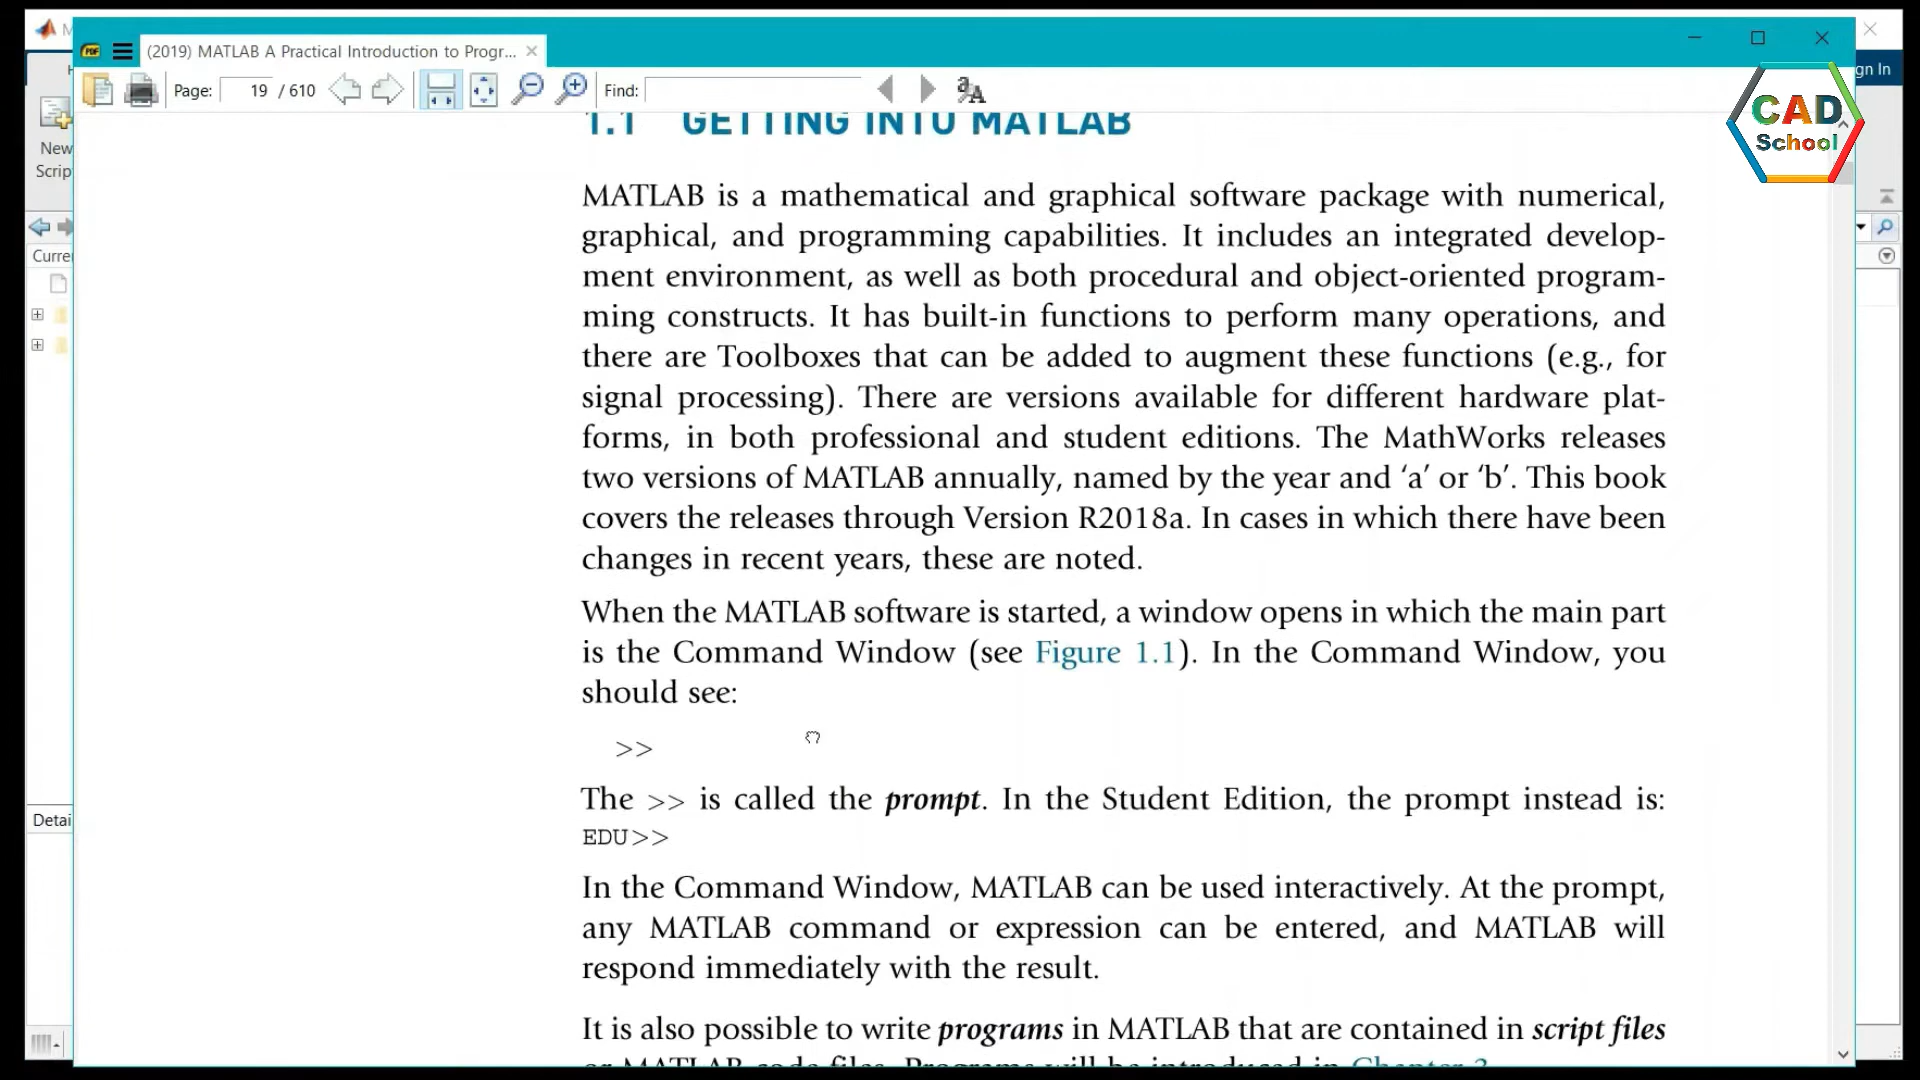 M
(2019) MATLAB A Practical Introduction to Progr...
gn In
Page: 19 / 610
Find:
CAD
School
New
Scrip
Curre
Detai
1.1 GETTING INTO MATLAB
MATLAB is a mathematical and graphical software package with numerical,
graphical, and programming capabilities. It includes an integrated develop-
ment environment, as well as both procedural and object-oriented program-
ming constructs. It has built-in functions to perform many operations, and
there are Toolboxes that can be added to augment these functions (e.g., for
signal processing). There are versions available for different hardware plat-
forms, in both professional and student editions. The MathWorks releases
two versions of MATLAB annually, named by the year and ‘a’ or ‘b’. This book
covers the releases through Version R2018a. In cases in which there have been
changes in recent years, these are noted.
When the MATLAB software is started, a window opens in which the main part
is the Command Window (see Figure 1.1). In the Command Window, you
should see:
>>
The >> is called the prompt. In the Student Edition, the prompt instead is:
EDU>>
In the Command Window, MATLAB can be used interactively. At the prompt,
any MATLAB command or expression can be entered, and MATLAB will
respond immediately with the result.
It is also possible to write programs in MATLAB that are contained in script files
or MATLAB code files. Programs will be introduced in Chapter 3.